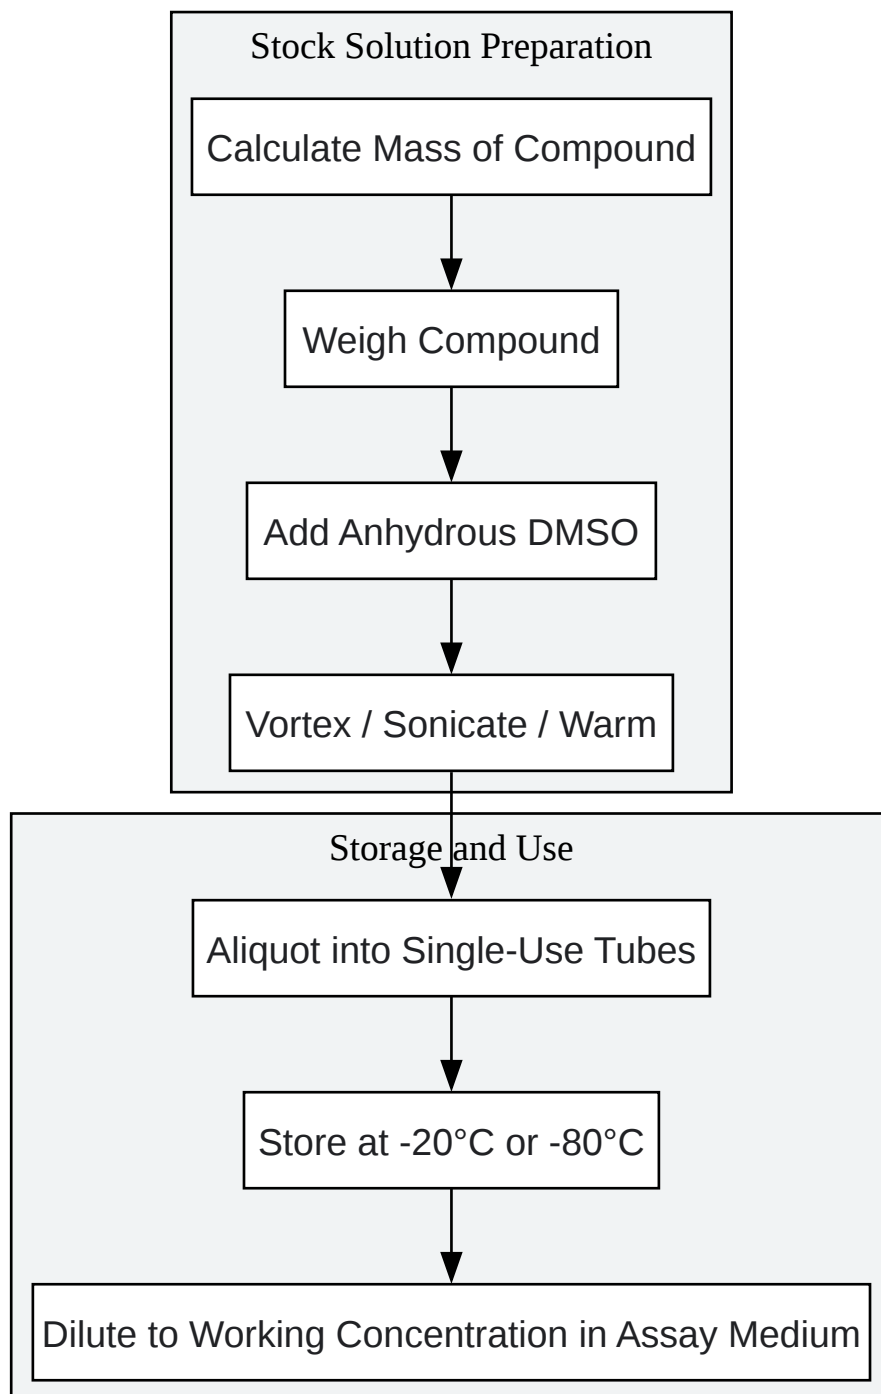 Stock Solution Preparation
Calculate Mass of Compound
Weigh Compound
Add Anhydrous DMSO
Vortex / Sonicate / Warm
Storage and Use
Aliquot into Single-Use Tubes
Store at -20°C or -80°C
Dilute to Working Concentration in Assay Medium